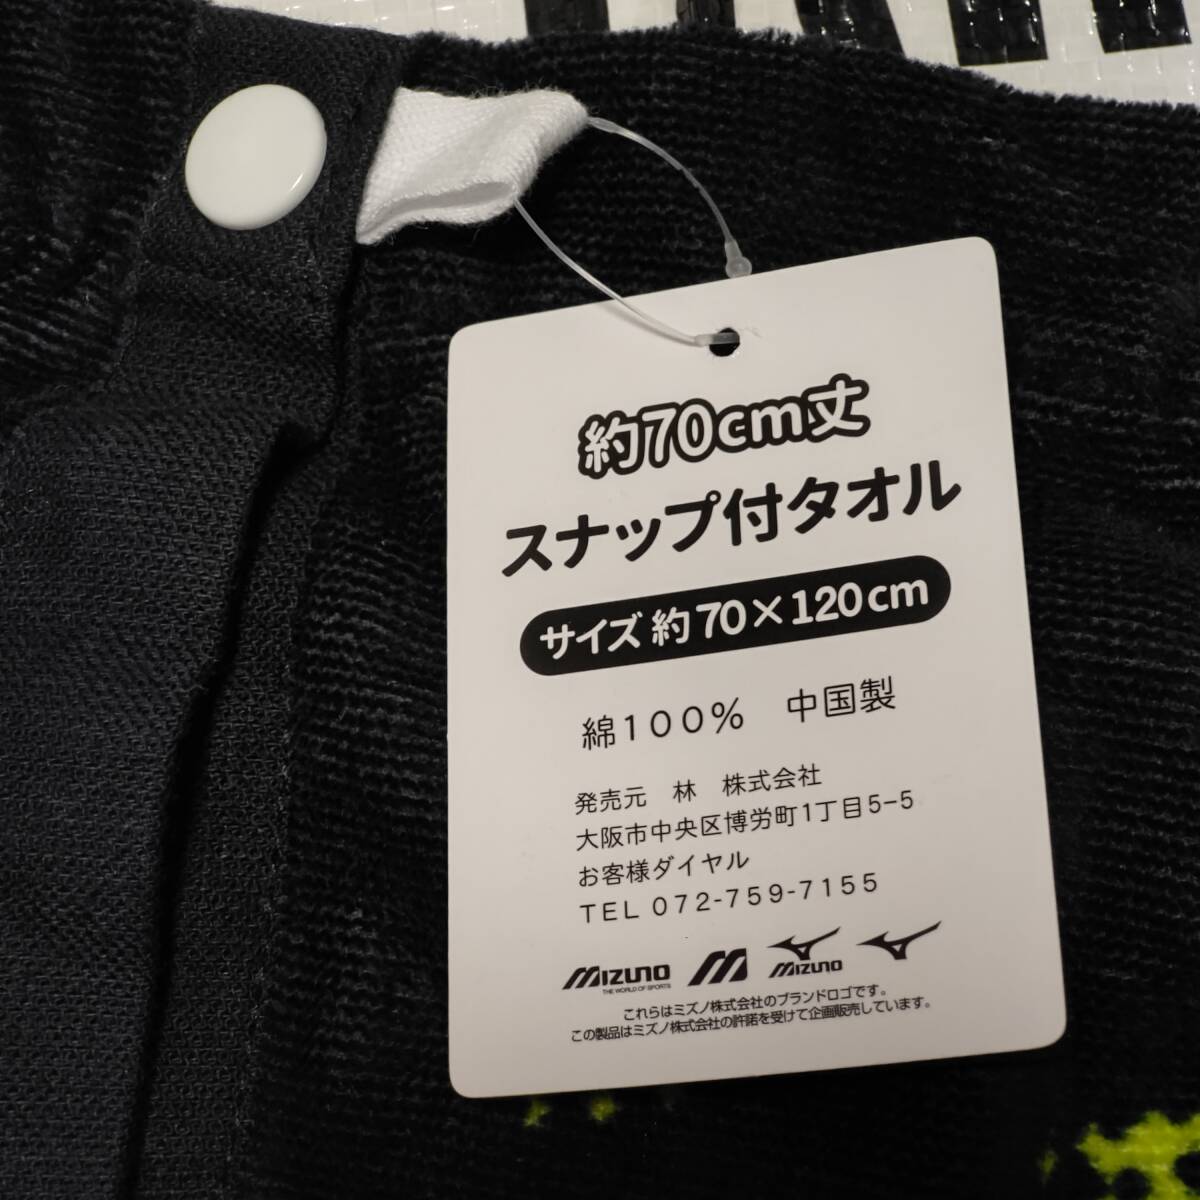 約70cm丈
スナップ付タオル
サイズ 約70×120cm
綿100% 中国製
発売元 林 株式会社
大阪市中央区博労町1丁目5-5
お客様ダイヤル
TEL 072-759-7155
MIZUNO MIZUNO
THE WORLD OF SPORTS
これらはミズノ株式会社のブランドロゴです。
この製品はミズノ株式会社の許諾を受けて企画販売しています。